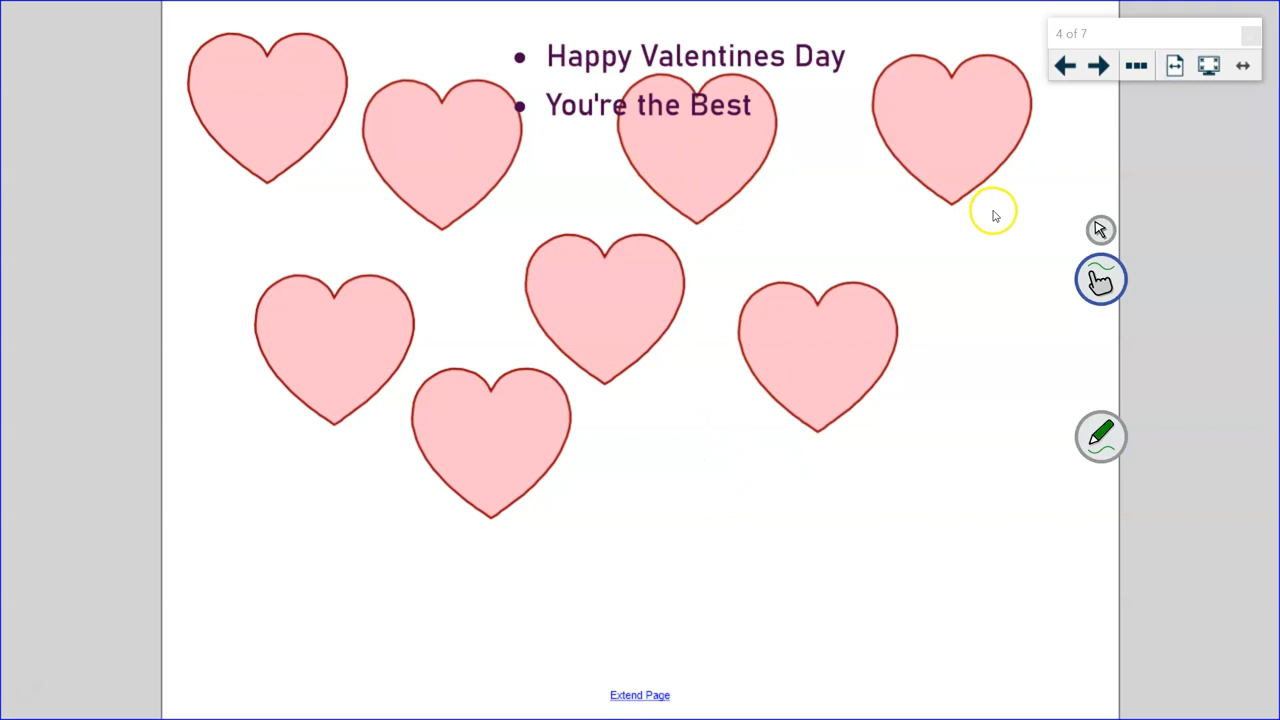 4 of 7
• Happy Valentines Day
• You're the Best
Extend Page